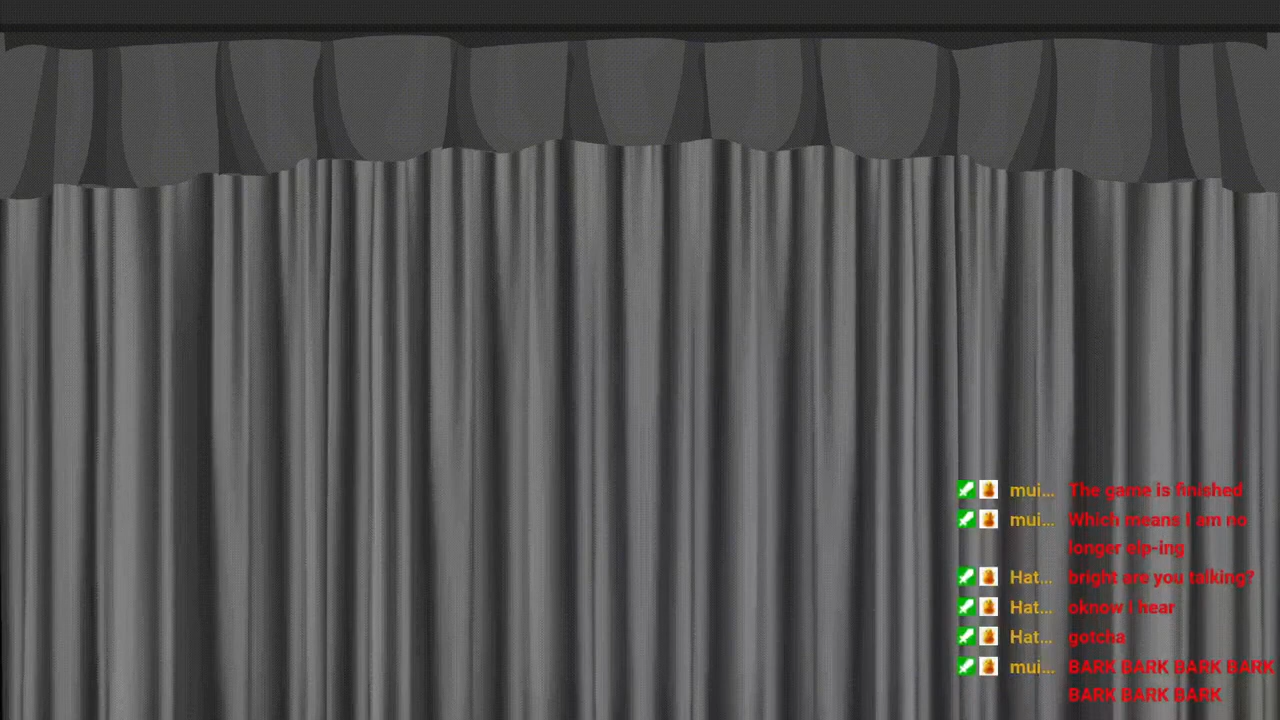 mui... The game is finished
mui... Which means I am no
longer elp-ing
Hat... bright are you talking?
Hat... oknow I hear
Hat... gotcha
mui... BARK BARK BARK BARK
BARK BARK BARK